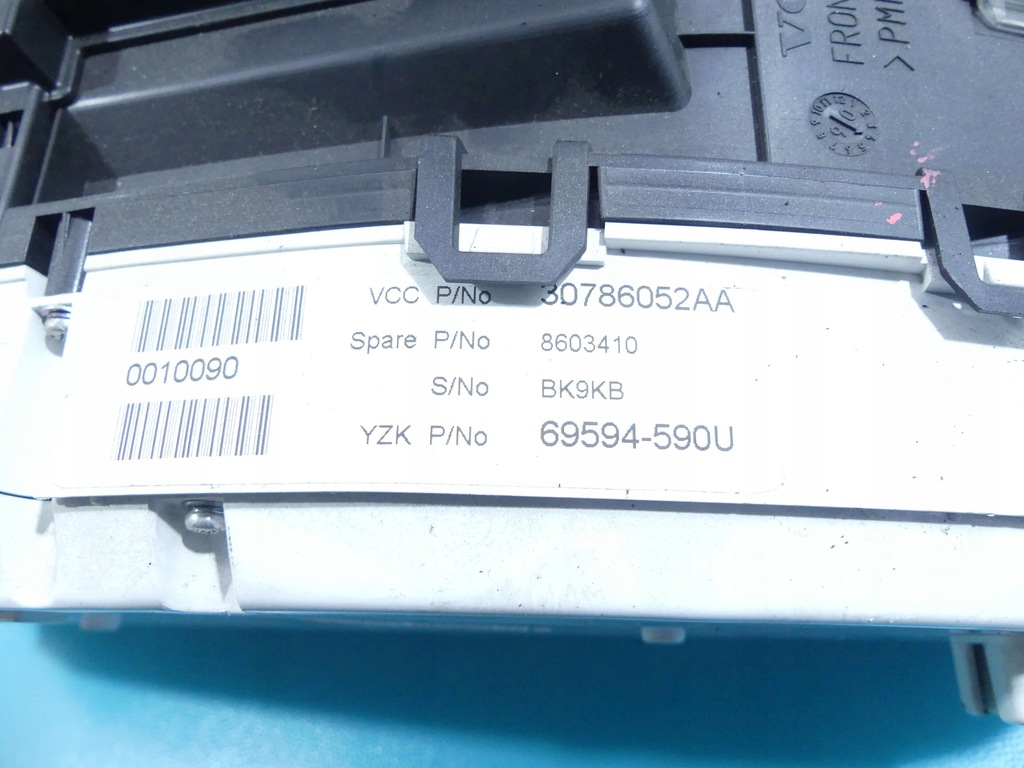 FRON
>PM
VCC P/No 30786052AA
Spare P/No 8603410
0010090
S/No BK9KB
YZK P/No 69594-590U